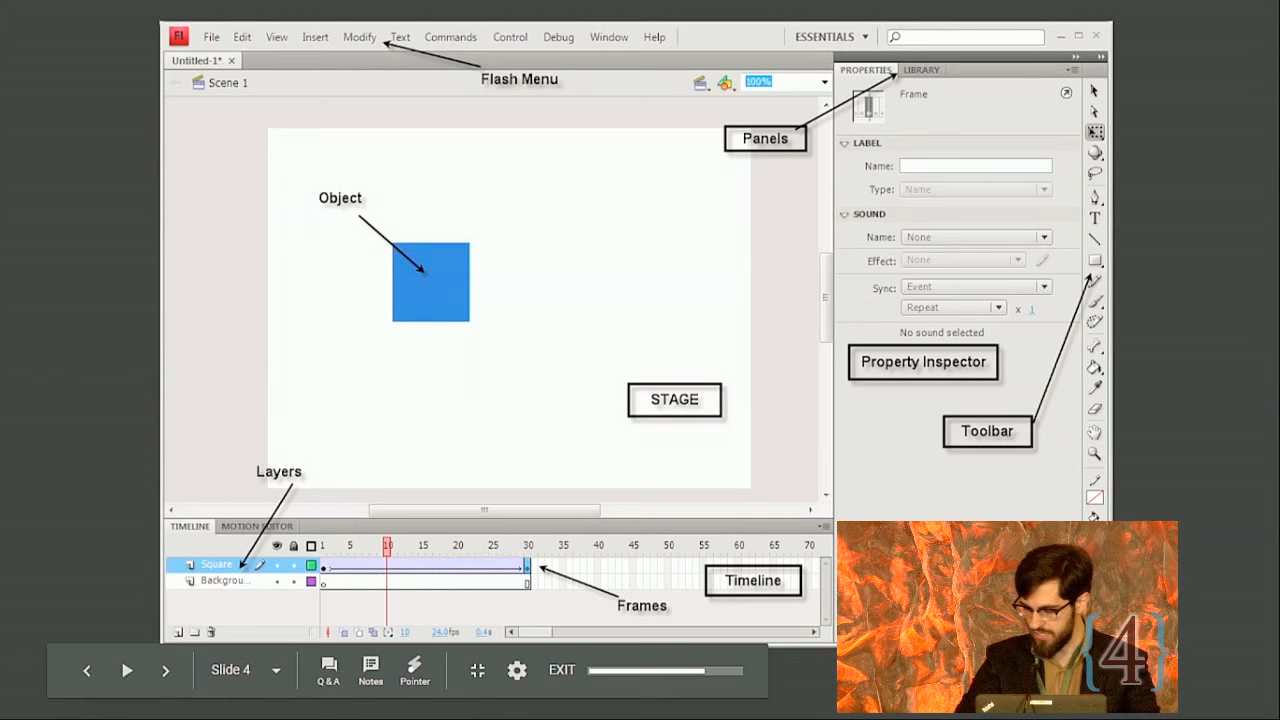 FL File Edit View Insert Modify Text Commands Control Debug Window Help ESSENTIALS
Untitled-1*
Flash Menu
Scene 1
100%
PROPERTIES LIBRARY
Frame
Panels
LABEL
Name:
Type: Name
Object
SOUND
Name: None
Effect: None
Sync: Event
Repeat x 1
No sound selected
Property Inspector
STAGE
Toolbar
T
Layers
TIMELINE MOTION EDITOR
1 5 10 15 20 25 30 35 40 45 50 55 60 65 70
Square
Backgrou...
Timeline
Frames
10 24.0fps 0.4s
{4}
Slide 4
Q&A
Notes
Pointer
EXIT